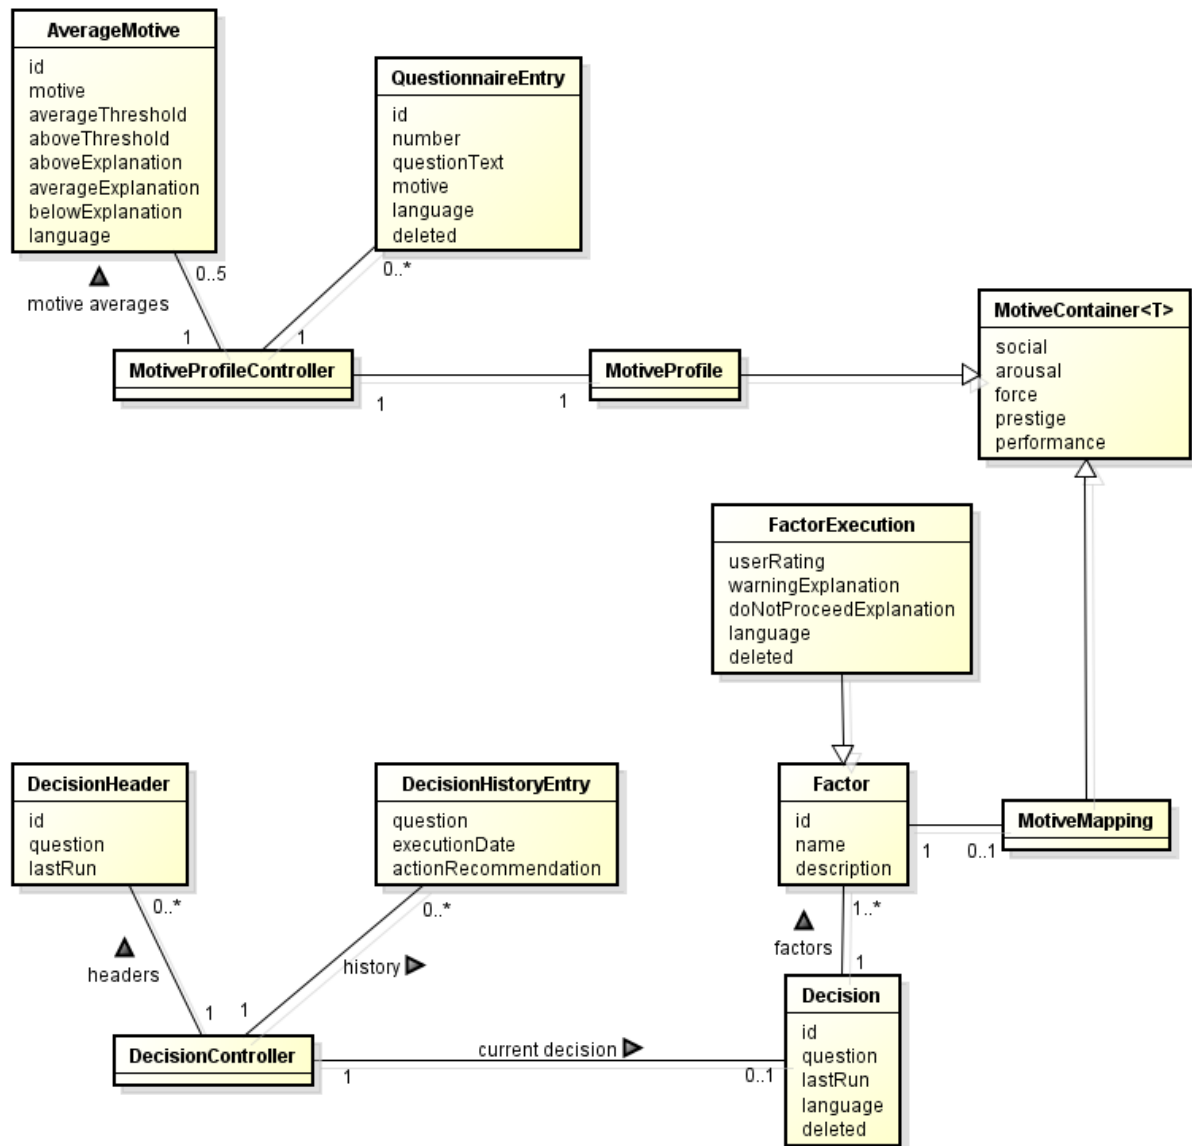 AverageMotive
id
motive
averageThreshold
aboveThreshold
aboveExplanation
averageExplanation
belowExplanation
language
QuestionnaireEntry
id
number
questionText
motive
language
deleted
0..5
0..*
motive averages
1
1
MotiveProfileController
1
1
MotiveProfile
MotiveContainer<T>
social
arousal
force
prestige
performance
FactorExecution
userRating
warningExplanation
doNotProceedExplanation
language
deleted
DecisionHeader
id
question
lastRun
DecisionHistoryEntry
question
executionDate
actionRecommendation
Factor
id
name
description
1
0..1
MotiveMapping
0..*
headers
0..*
history
1..*
factors
1
1
1
DecisionController
1
current decision
0..1
Decision
id
question
lastRun
language
deleted